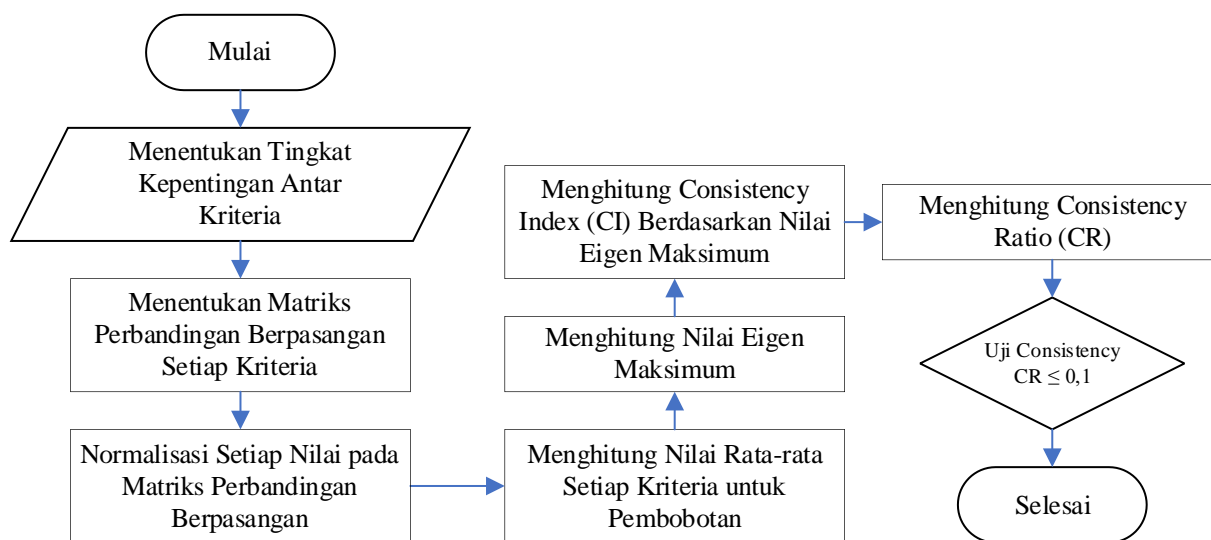 Mulai
Menentukan Tingkat
Kepentingan Antar
Kriteria
Menentukan Matriks
Perbandingan Berpasangan
Setiap Kriteria
Normalisasi Setiap Nilai pada
Matriks Perbandingan
Berpasangan
Menghitung Nilai Rata-rata
Setiap Kriteria untuk
Pembobotan
Menghitung Nilai Eigen
Maksimum
Menghitung Consistency
Index (CI) Berdasarkan Nilai
Eigen Maksimum
Menghitung Consistency
Ratio (CR)
Uji Consistency
CR ≤ 0,1
Selesai